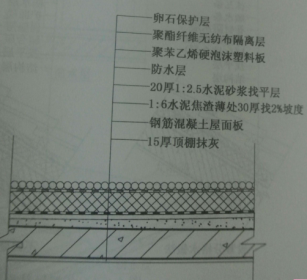 卵石保护层
聚酯纤维无纺布隔离层
聚苯乙烯硬泡沫塑料板
防水层
20厚1:2.5水泥砂浆找平层
1:6水泥焦渣薄处30厚找2%坡度
钢筋混凝土屋面板
15厚顶棚抹灰